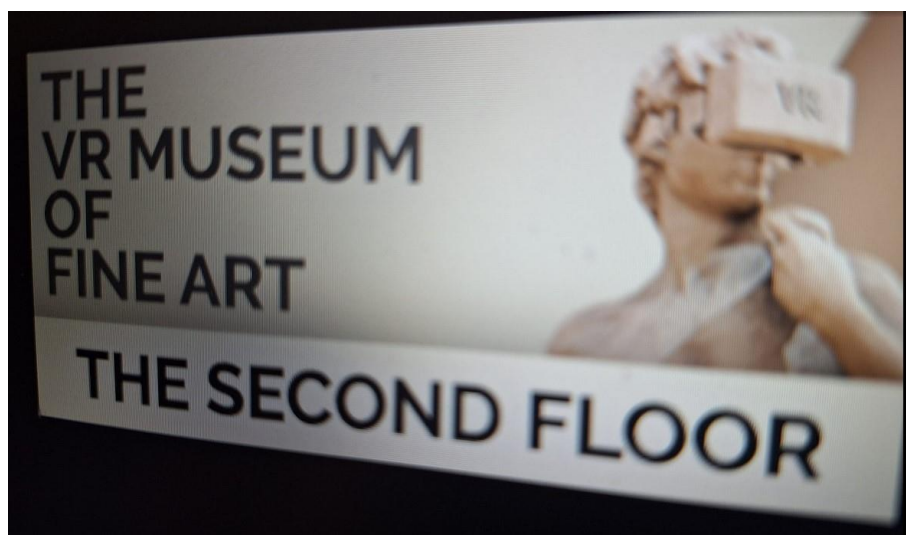 THE
VR MUSEUM
OF
FINE ART
VR
THE SECOND FLOOR